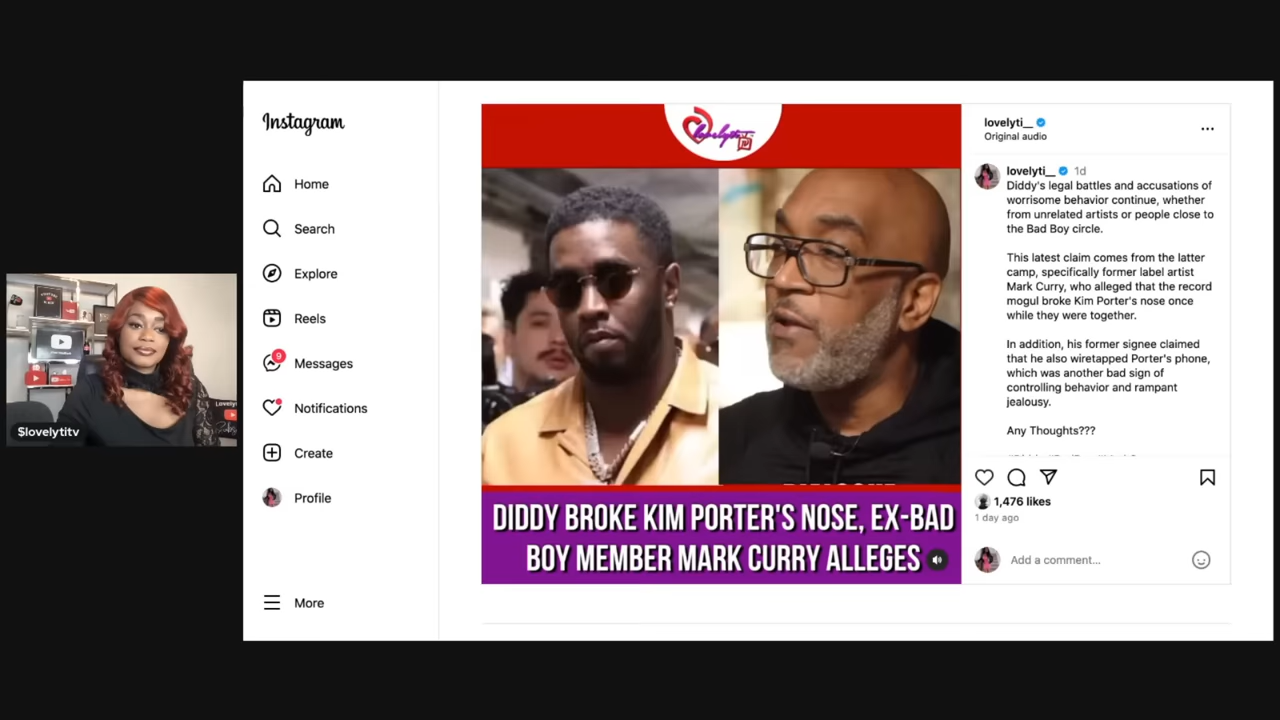 Instagram
Home
Search
Explore
Reels
9
Messages
Notifications
Create
Profile
More
$lovelytitv
lovelyti
DIDDY BROKE KIM PORTER'S NOSE, EX-BAD
BOY MEMBER MARK CURRY ALLEGES
lovelyti__
Original audio
lovelyti__ 1d
Diddy's legal battles and accusations of
worrisome behavior continue, whether
from unrelated artists or people close to
the Bad Boy circle.
This latest claim comes from the latter
camp, specifically former label artist
Mark Curry, who alleged that the record
mogul broke Kim Porter's nose once
while they were together.
In addition, his former signee claimed
that he also wiretapped Porter's phone,
which was another bad sign of
controlling behavior and rampant
jealousy.
Any Thoughts???
1,476 likes
1 day ago
Add a comment...